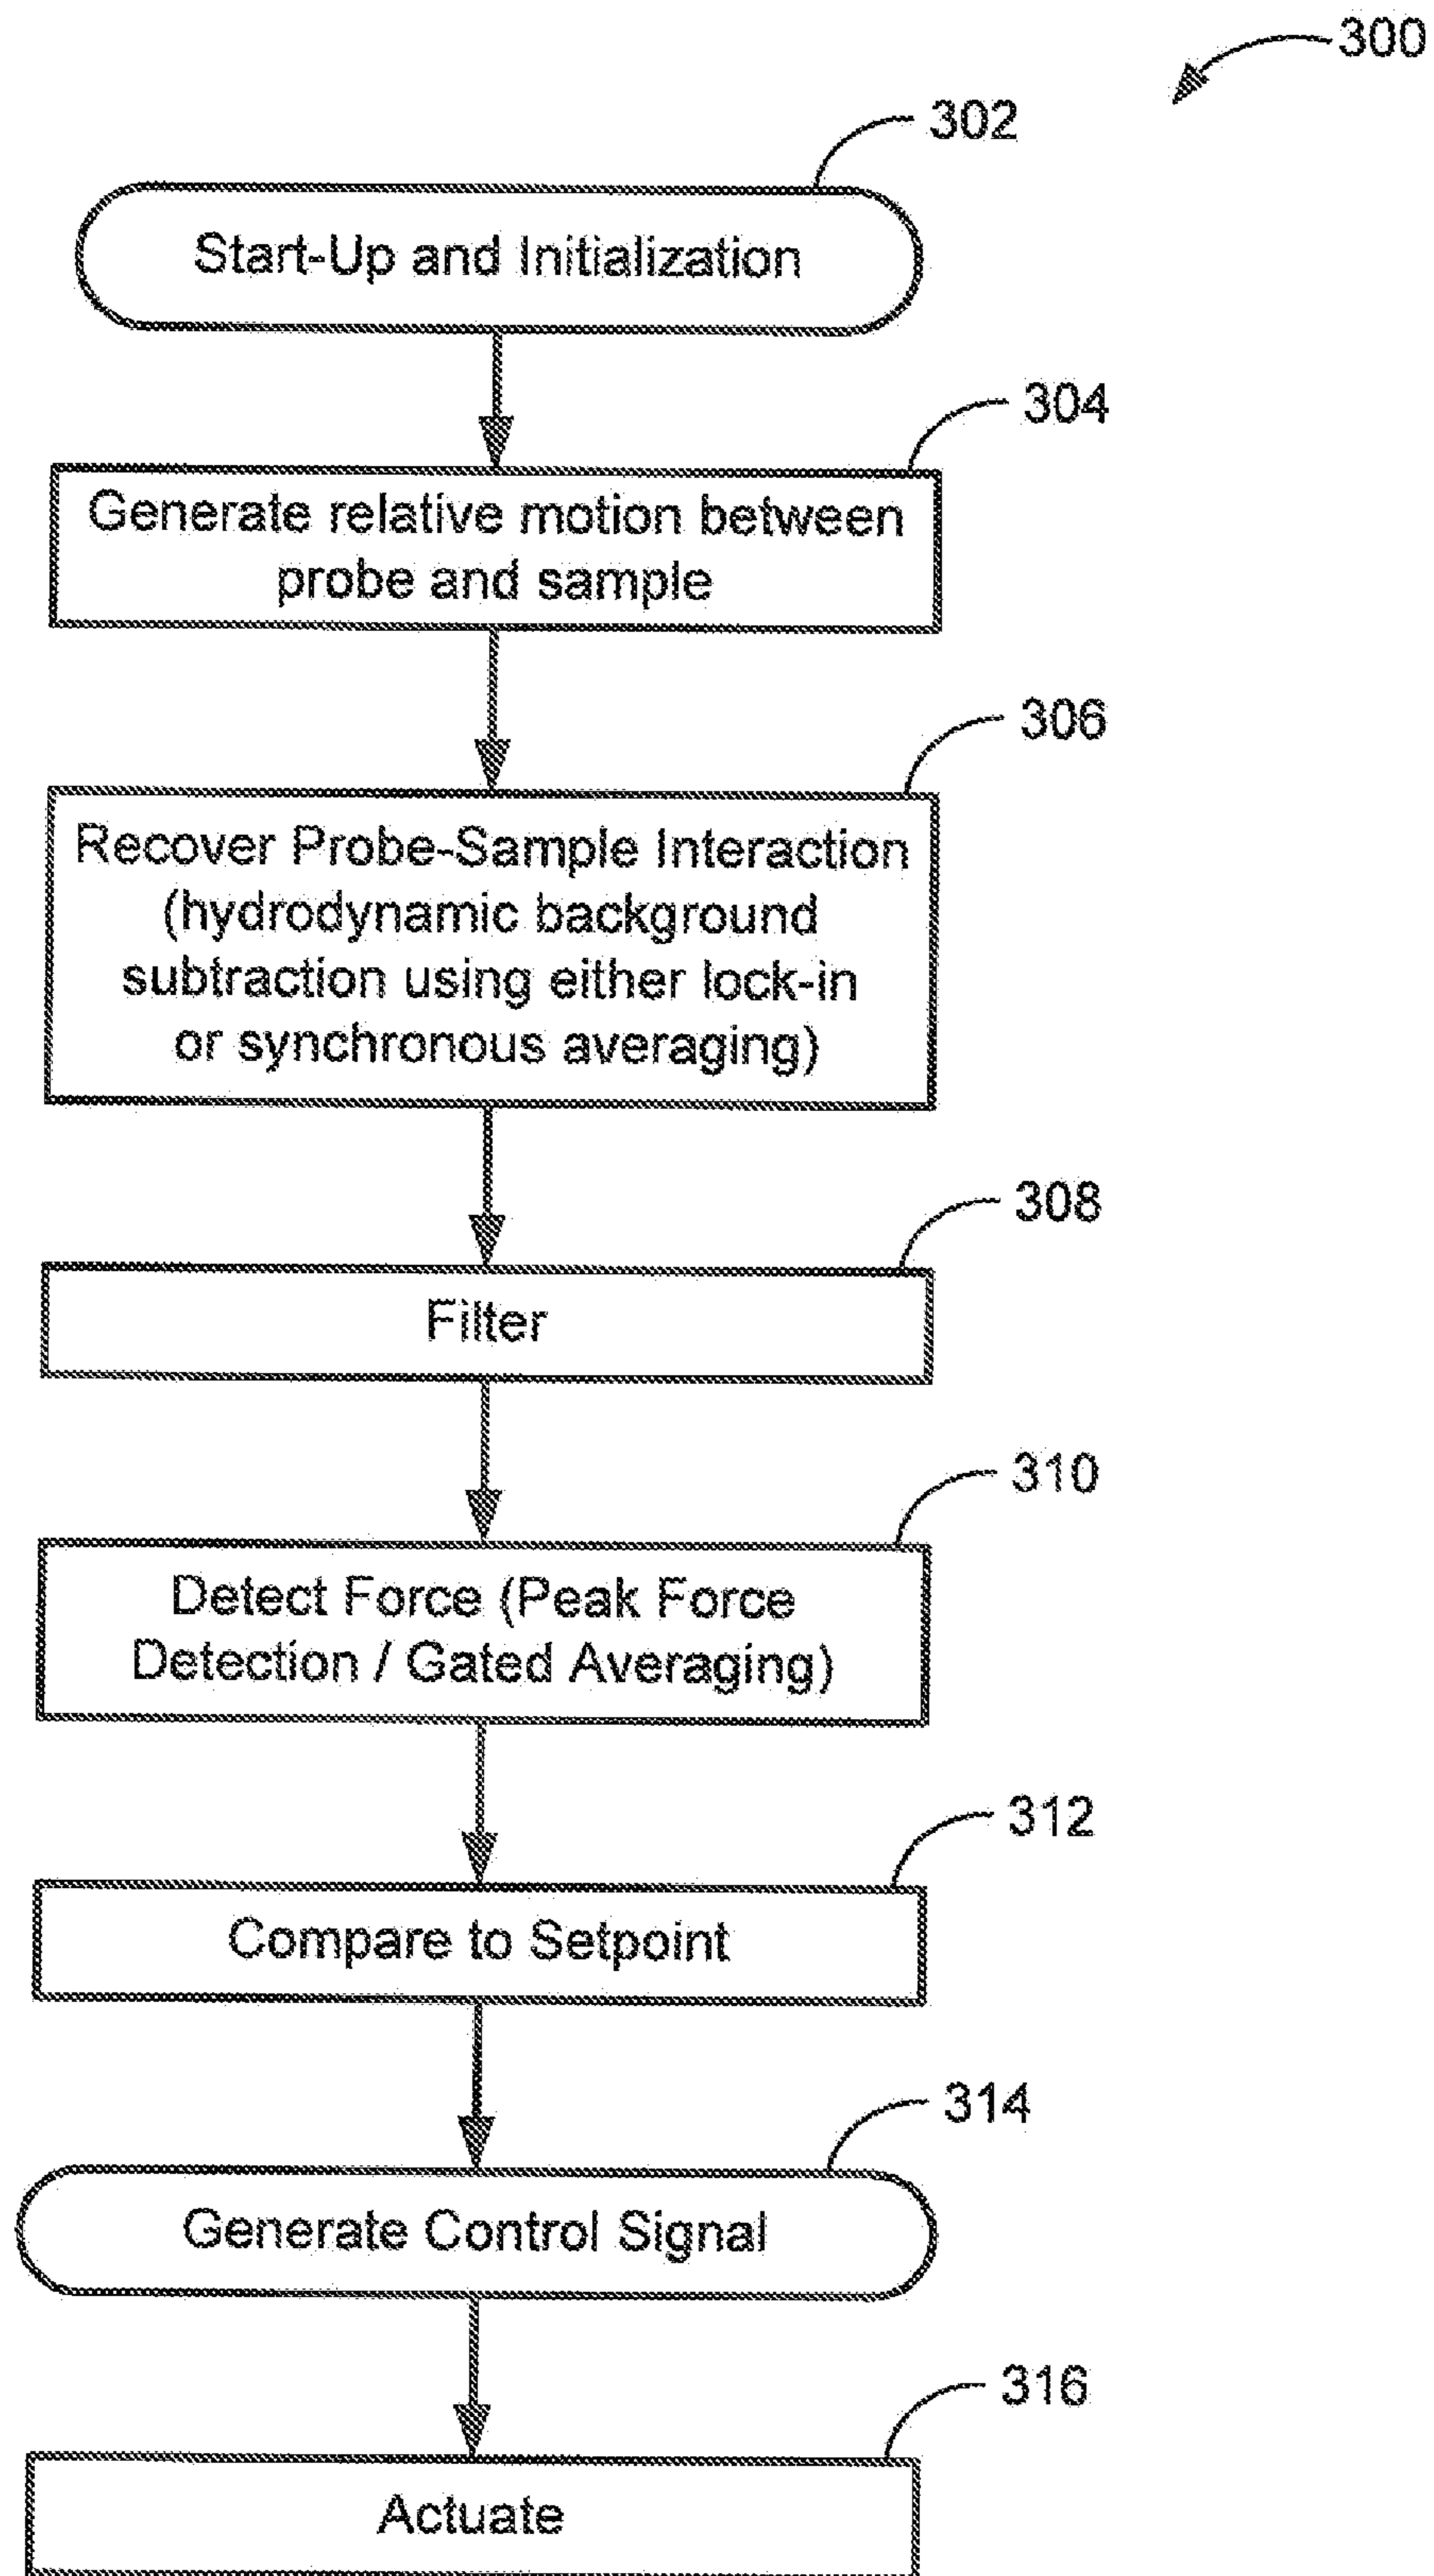 300
302
Start-Up and Initialization
304
Generate relative motion between
probe and sample
306
Recover Probe-Sample Interaction
(hydrodynamic background
subtraction using either lock-in
or synchronous averaging)
308
Filter
310
Detect Force (Peak Force
Detection / Gated Averaging)
312
Compare to Setpoint
314
Generate Control Signal
316
Actuate